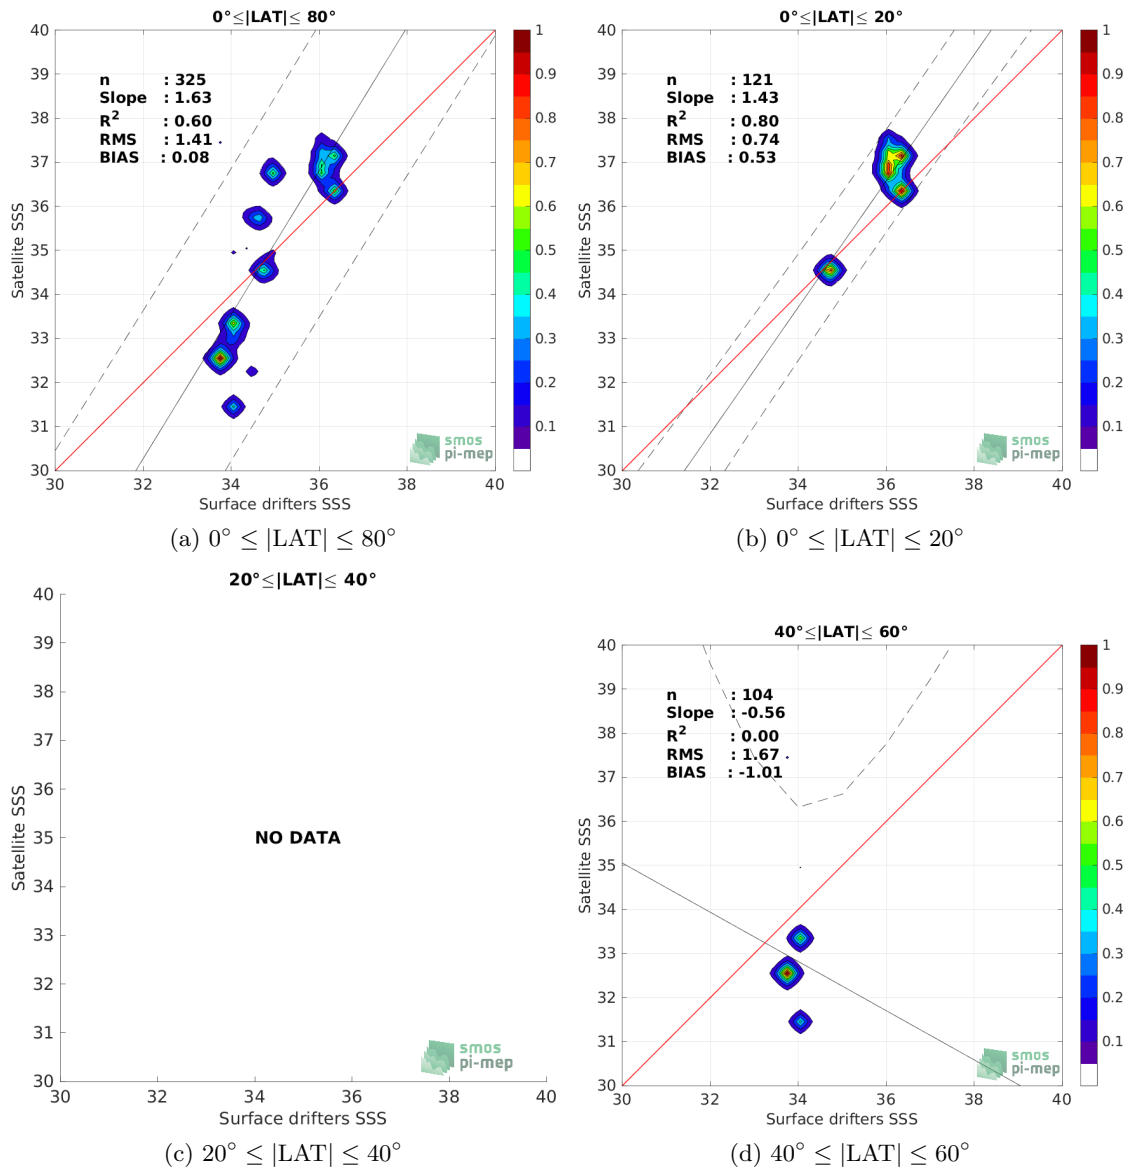 0°≤|LAT|≤ 80°
40
39
38
37
36
35
34
33
32
31
30
Satellite SSS
n : 325
Slope : 1.63
R² : 0.60
RMS : 1.41
BIAS : 0.08
1
0.9
0.8
0.7
0.6
0.5
0.4
0.3
0.2
0.1
smos
pi-mep
30 32 34 36 38 40
Surface drifters SSS
(a) 0° ≤ |LAT| ≤ 80°
0°≤|LAT|≤ 20°
40
39
38
37
36
35
34
33
32
31
30
Satellite SSS
n : 121
Slope : 1.43
R² : 0.80
RMS : 0.74
BIAS : 0.53
1
0.9
0.8
0.7
0.6
0.5
0.4
0.3
0.2
0.1
smos
pi-mep
30 32 34 36 38 40
Surface drifters SSS
(b) 0° ≤ |LAT| ≤ 20°
20°≤|LAT|≤ 40°
40
39
38
37
36
35
34
33
32
31
30
Satellite SSS
NO DATA
smos
pi-mep
30 32 34 36 38 40
Surface drifters SSS
(c) 20° ≤ |LAT| ≤ 40°
40°≤|LAT|≤ 60°
40
39
38
37
36
35
34
33
32
31
30
Satellite SSS
n : 104
Slope : -0.56
R² : 0.00
RMS : 1.67
BIAS : -1.01
1
0.9
0.8
0.7
0.6
0.5
0.4
0.3
0.2
0.1
smos
pi-mep
30 32 34 36 38 40
Surface drifters SSS
(d) 40° ≤ |LAT| ≤ 60°